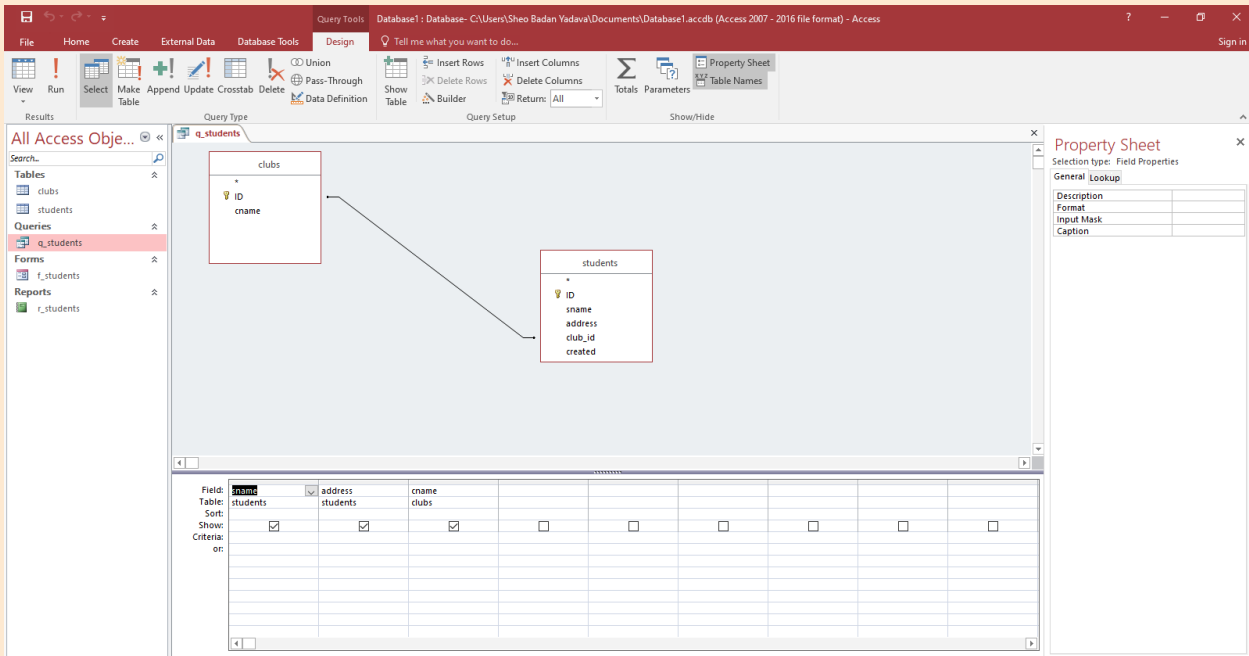 Query Tools Database1 : Database- C:\Users\Sheo Badan Yadava\Documents\Database1.accdb (Access 2007 - 2016 file format) - Access ?
File Home Create External Data Database Tools Design Tell me what you want to do... Sign in
View Run Select Make Table Append Update Crosstab Delete
Union
Pass-Through
Data Definition
Show Table
Insert Rows
Delete Rows
Builder
Insert Columns
Delete Columns
Return: All
Totals Parameters
Property Sheet
XYZ Table Names
Results Query Type Query Setup Show/Hide
All Access Obje... «
Search...
Tables
clubs
students
Queries
q_students
Forms
f_students
Reports
r_students
q_students
clubs
*
ID
cname
students
*
ID
sname
address
club_id
created
Field: sname address cname
Table: students students clubs
Sort:
Show:
Criteria:
or:
Property Sheet
Selection type: Field Properties
General Lookup
Description
Format
Input Mask
Caption